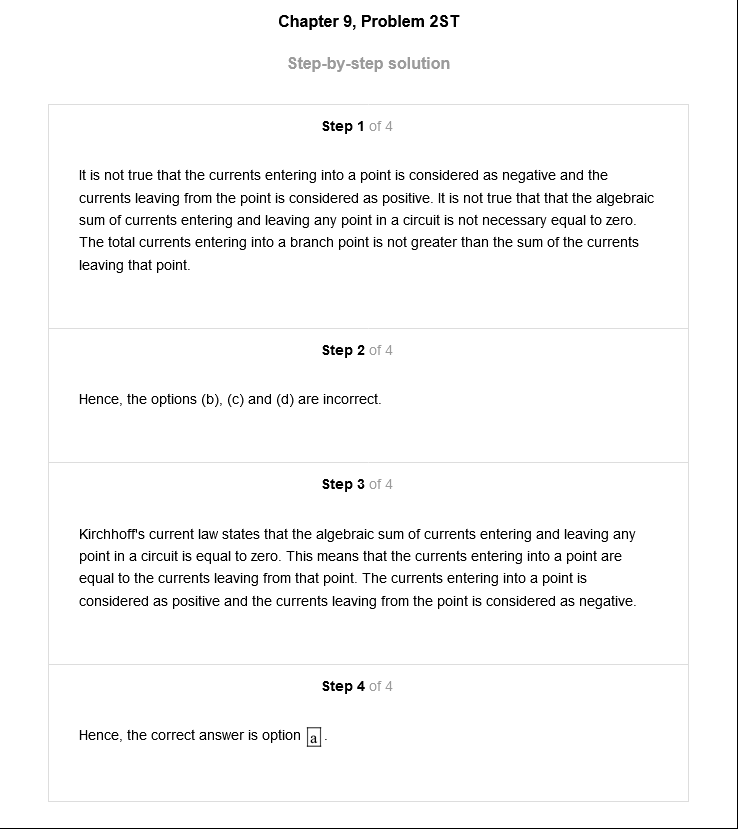 Chapter 9, Problem 2ST
Step-by-step solution
Step 1 of 4
It is not true that the currents entering into a point is considered as negative and the
currents leaving from the point is considered as positive. It is not true that that the algebraic
sum of currents entering and leaving any point in a circuit is not necessary equal to zero.
The total currents entering into a branch point is not greater than the sum of the currents
leaving that point.
Step 2 of 4
Hence, the options (b), (c) and (d) are incorrect.
Step 3 of 4
Kirchhoff's current law states that the algebraic sum of currents entering and leaving any
point in a circuit is equal to zero. This means that the currents entering into a point are
equal to the currents leaving from that point. The currents entering into a point is
considered as positive and the currents leaving from the point is considered as negative.
Step 4 of 4
Hence, the correct answer is option a.